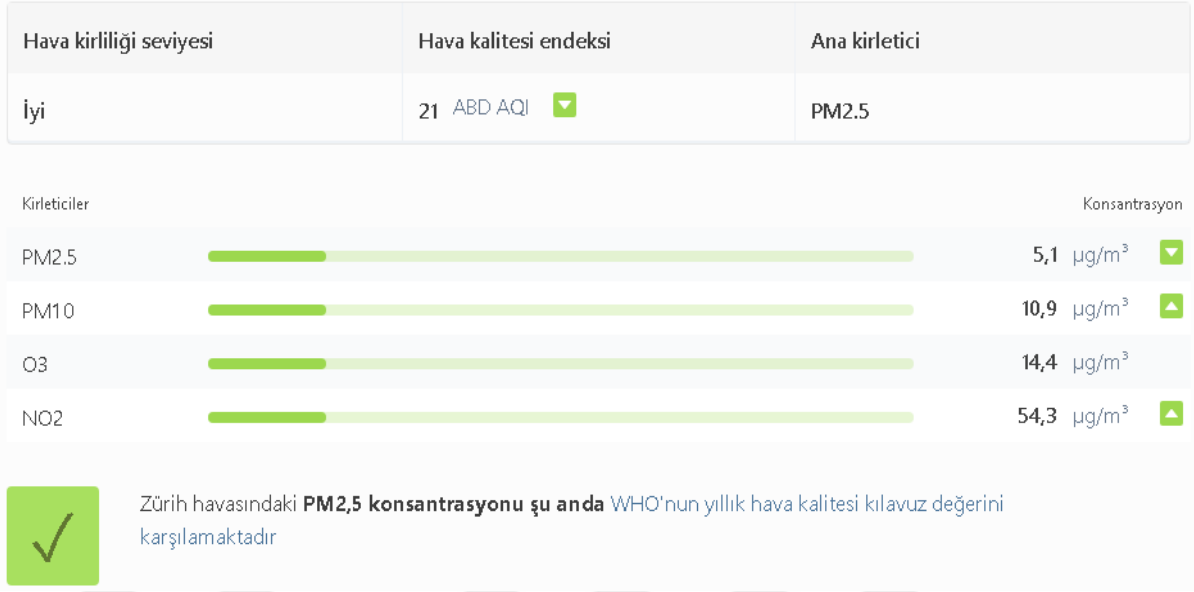 Hava kirliliği seviyesi Hava kalitesi endeksi Ana kirletici
İyi 21 ABD AQI PM2.5
Kirleticiler Konsantrasyon
PM2.5 5,1 µg/m³
PM10 10,9 µg/m³
O3 14,4 µg/m³
NO2 54,3 µg/m³
Zürih havasındaki PM2,5 konsantrasyonu şu anda WHO'nun yıllık hava kalitesi kılavuz değerini
karşılamaktadır